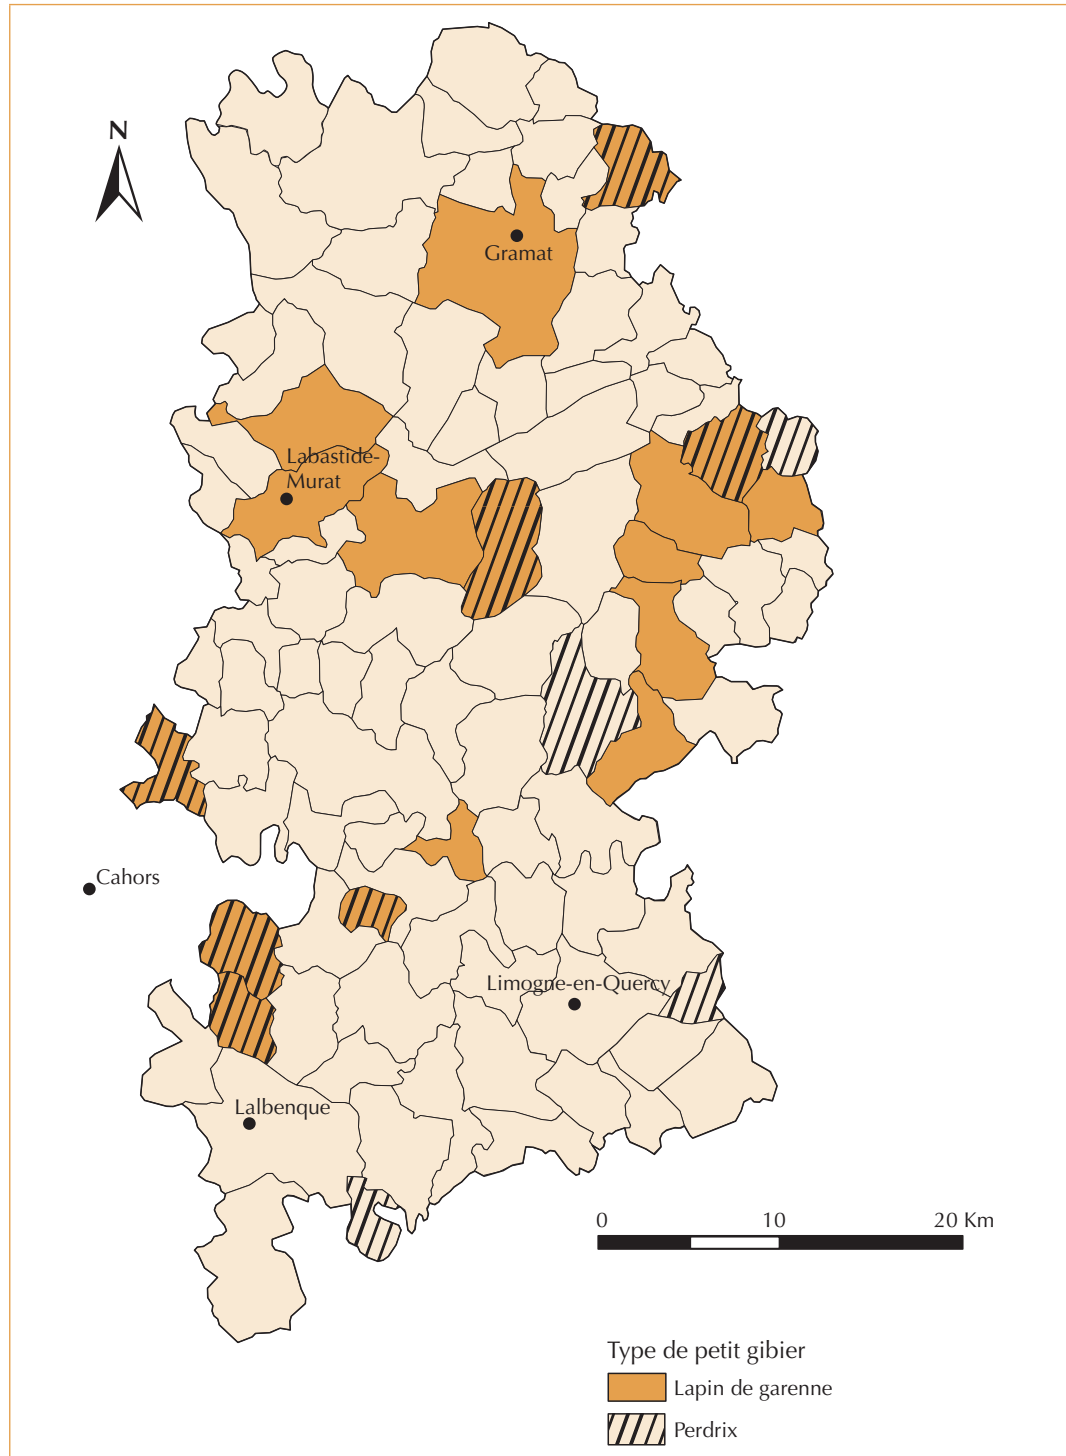 N
Gramat
Labastide-
Murat
Cahors
Limogne-en-Quercy
Lalbenque
0 10 20 Km
Type de petit gibier
Lapin de garenne
Perdrix